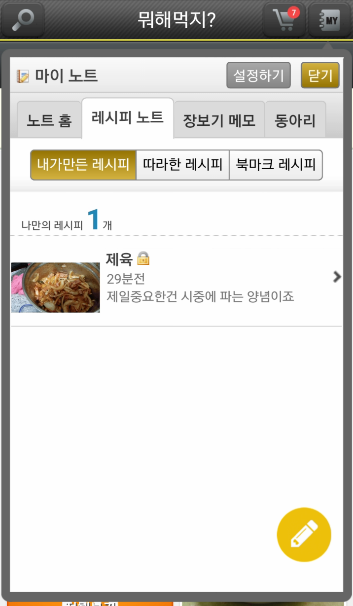 뭐해먹지?
7
MY
마이 노트
설정하기
닫기
노트 홈
레시피 노트
장보기 메모
동아리
내가만든 레시피
따라한 레시피
북마크 레시피
나만의 레시피 1 개
제육
29분전
제일중요한건 시중에 파는 양념이죠